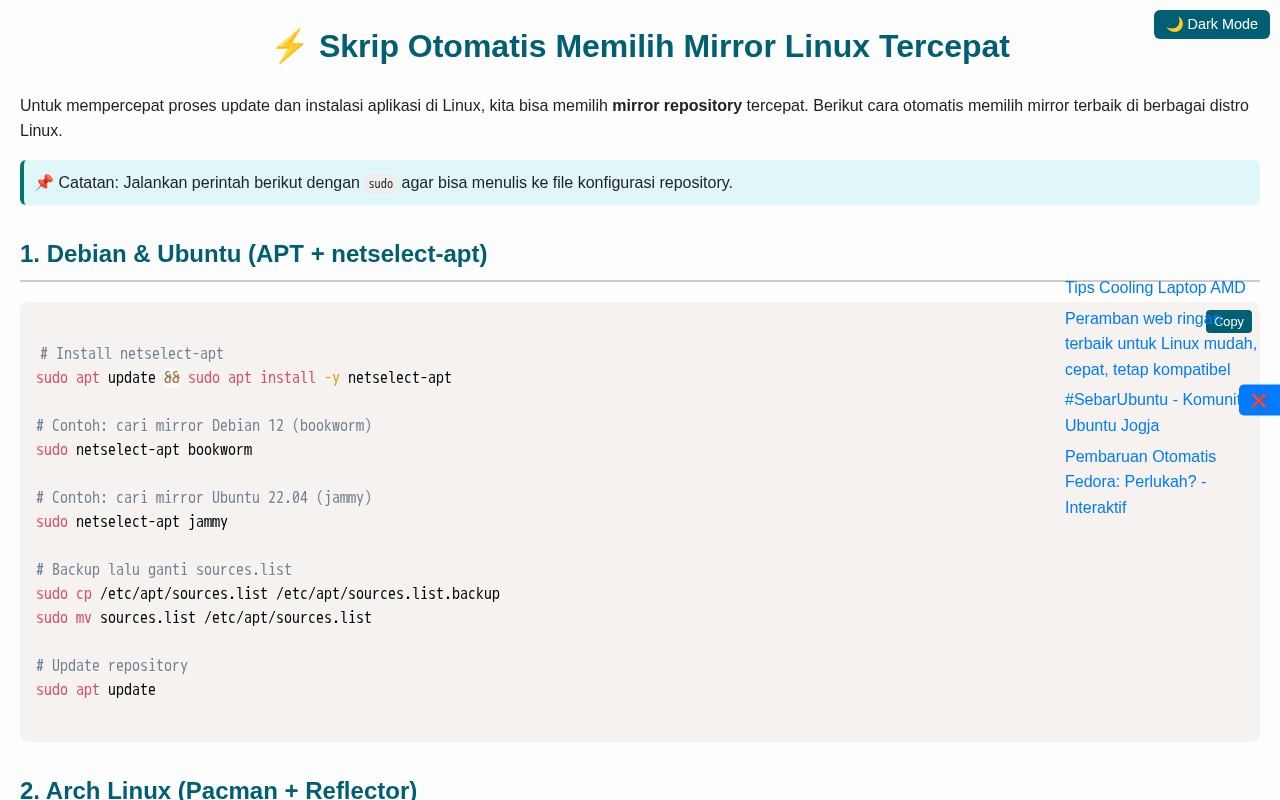 ⚡ Skrip Otomatis Memilih Mirror Linux Tercepat
🌙 Dark Mode
Untuk mempercepat proses update dan instalasi aplikasi di Linux, kita bisa memilih mirror repository tercepat. Berikut cara otomatis memilih mirror terbaik di berbagai distro
Linux.
📌 Catatan: Jalankan perintah berikut dengan sudo agar bisa menulis ke file konfigurasi repository.
1. Debian & Ubuntu (APT + netselect-apt)
Copy
# Install netselect-apt
sudo apt update && sudo apt install -y netselect-apt
# Contoh: cari mirror Debian 12 (bookworm)
sudo netselect-apt bookworm
# Contoh: cari mirror Ubuntu 22.04 (jammy)
sudo netselect-apt jammy
# Backup lalu ganti sources.list
sudo cp /etc/apt/sources.list /etc/apt/sources.list.backup
sudo mv sources.list /etc/apt/sources.list
# Update repository
sudo apt update
Tips Cooling Laptop AMD
Peramban web ringan
terbaik untuk Linux mudah,
cepat, tetap kompatibel
#SebarUbuntu -
Ubuntu Jogja
Pembaruan Otomatis
Fedora: Perlukah? -
Interaktif
❌
2. Arch Linux (Pacman + Reflector)